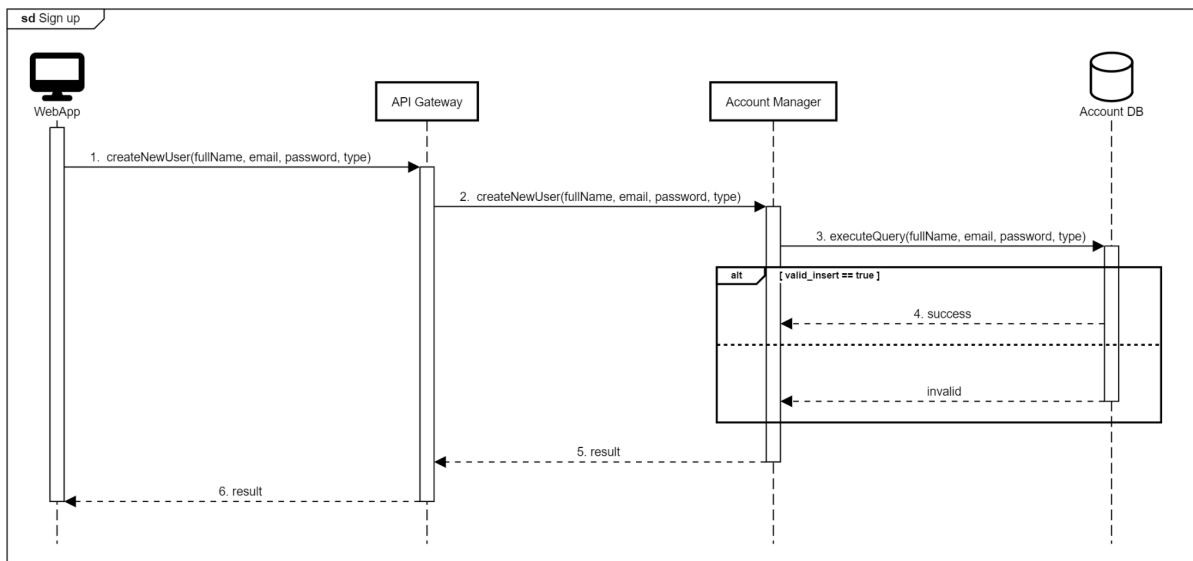 sd Sign up
WebApp
API Gateway
Account Manager
Account DB
1. createNewUser(fullName, email, password, type)
2. createNewUser(fullName, email, password, type)
3. executeQuery(fullName, email, password, type)
alt [ valid_insert == true ]
4. success
invalid
5. result
6. result